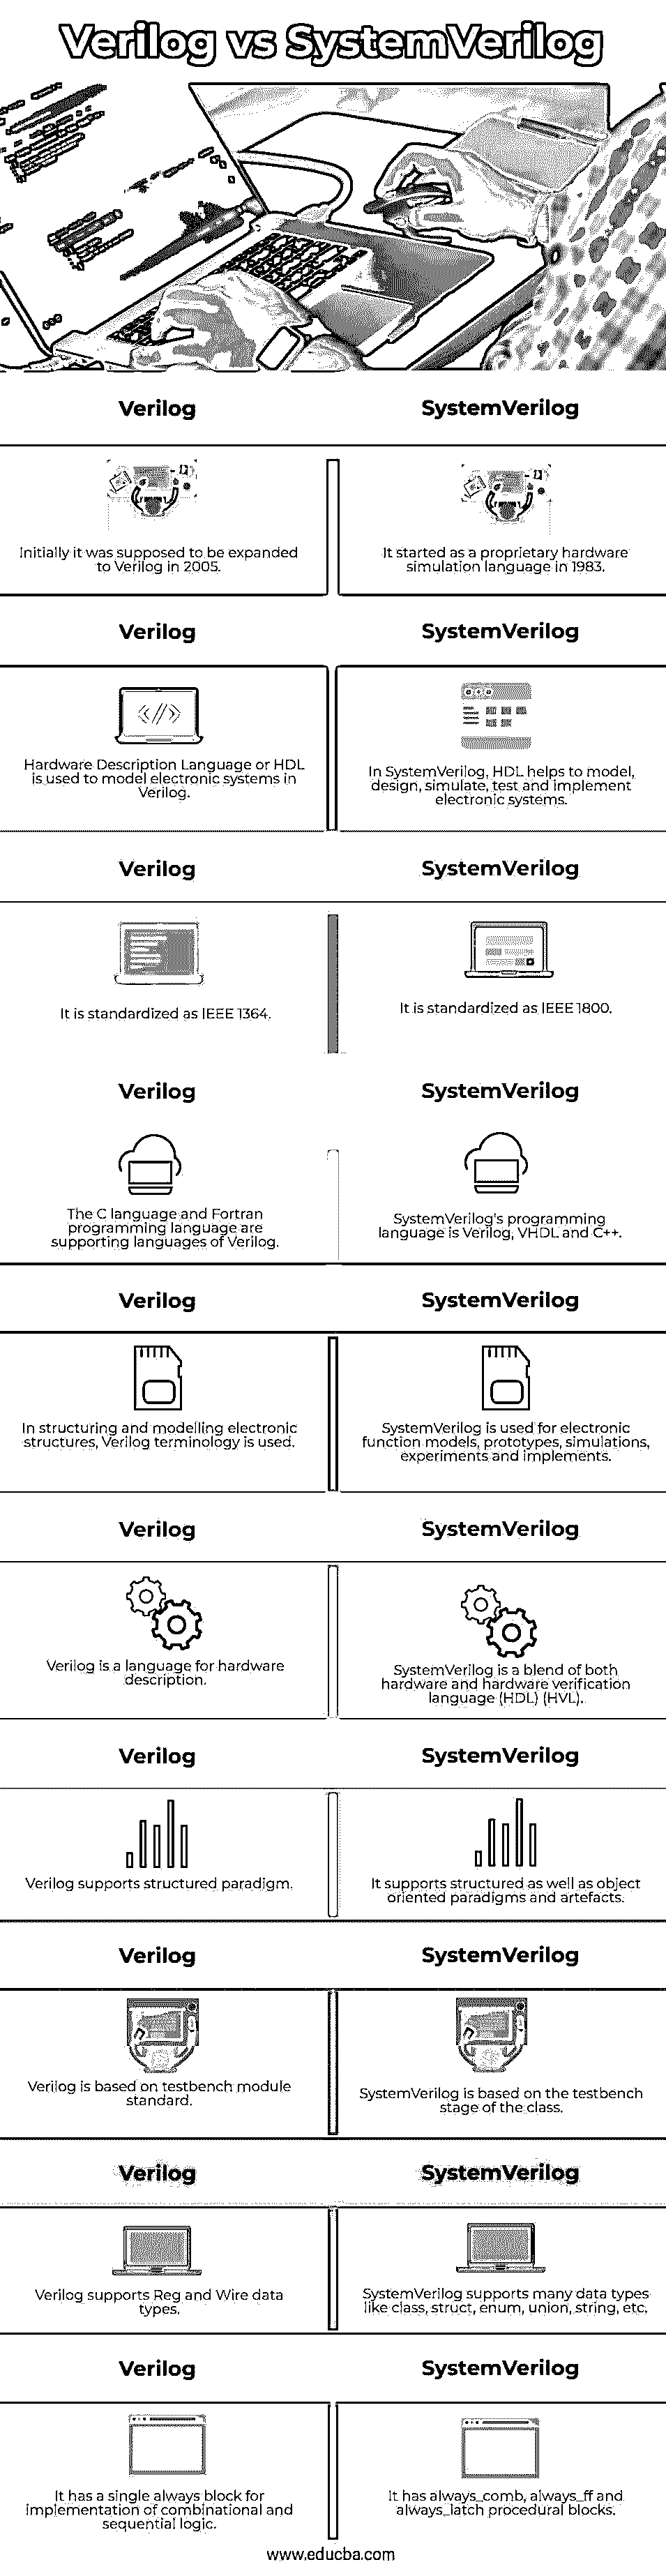 Verilog vs SystemVerilog
Verilog
SystemVerilog
Initially it was supposed to be expanded
to Verilog in 2005.
It started as a proprietary hardware
simulation language in 1983.
Verilog
SystemVerilog
Hardware Description Language or HDL
is used to model electronic systems in
Verilog.
In SystemVerilog, HDL helps to model,
design, simulate, test and implement
electronic systems.
Verilog
SystemVerilog
It is standardized as IEEE 1364.
It is standardized as IEEE 1800.
Verilog
SystemVerilog
The C language and Fortran
programming language are
supporting languages of Verilog.
SystemVerilog's programming
language is Verilog, VHDL and C++.
Verilog
SystemVerilog
In structuring and modelling electronic
structures, Verilog terminology is used.
SystemVerilog is used for electronic
function models, prototypes, simulations,
experiments and implements.
Verilog
SystemVerilog
Verilog is a language for hardware
description.
SystemVerilog is a blend of both
hardware and hardware verification
language (HDL) (HVL).
Verilog
SystemVerilog
Verilog supports structured paradigm.
It supports structured as well as object
oriented paradigms and artefacts.
Verilog
SystemVerilog
Verilog is based on testbench module
standard.
SystemVerilog is based on the testbench
stage of the class.
Verilog
SystemVerilog
Verilog supports Reg and Wire data
types.
SystemVerilog supports many data types
like class, struct, enum, union, string, etc.
Verilog
SystemVerilog
It has a single always block for
implementation of combinational and
sequential logic.
It has always_comb, always_ff and
always_latch procedural blocks.
www.educba.com